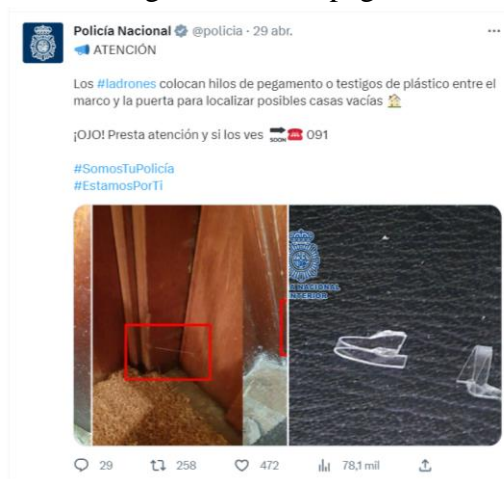 Policía Nacional @policia · 29 abr.
ATENCIÓN
Los #ladrones colocan hilos de pegamento o testigos de plástico entre el
marco y la puerta para localizar posibles casas vacías
¡OJO! Presta atención y si los ves SOON 091
#SomosTuPolicía
#EstamosPorTi
NACIONAL
29 258 472 78,1 mil